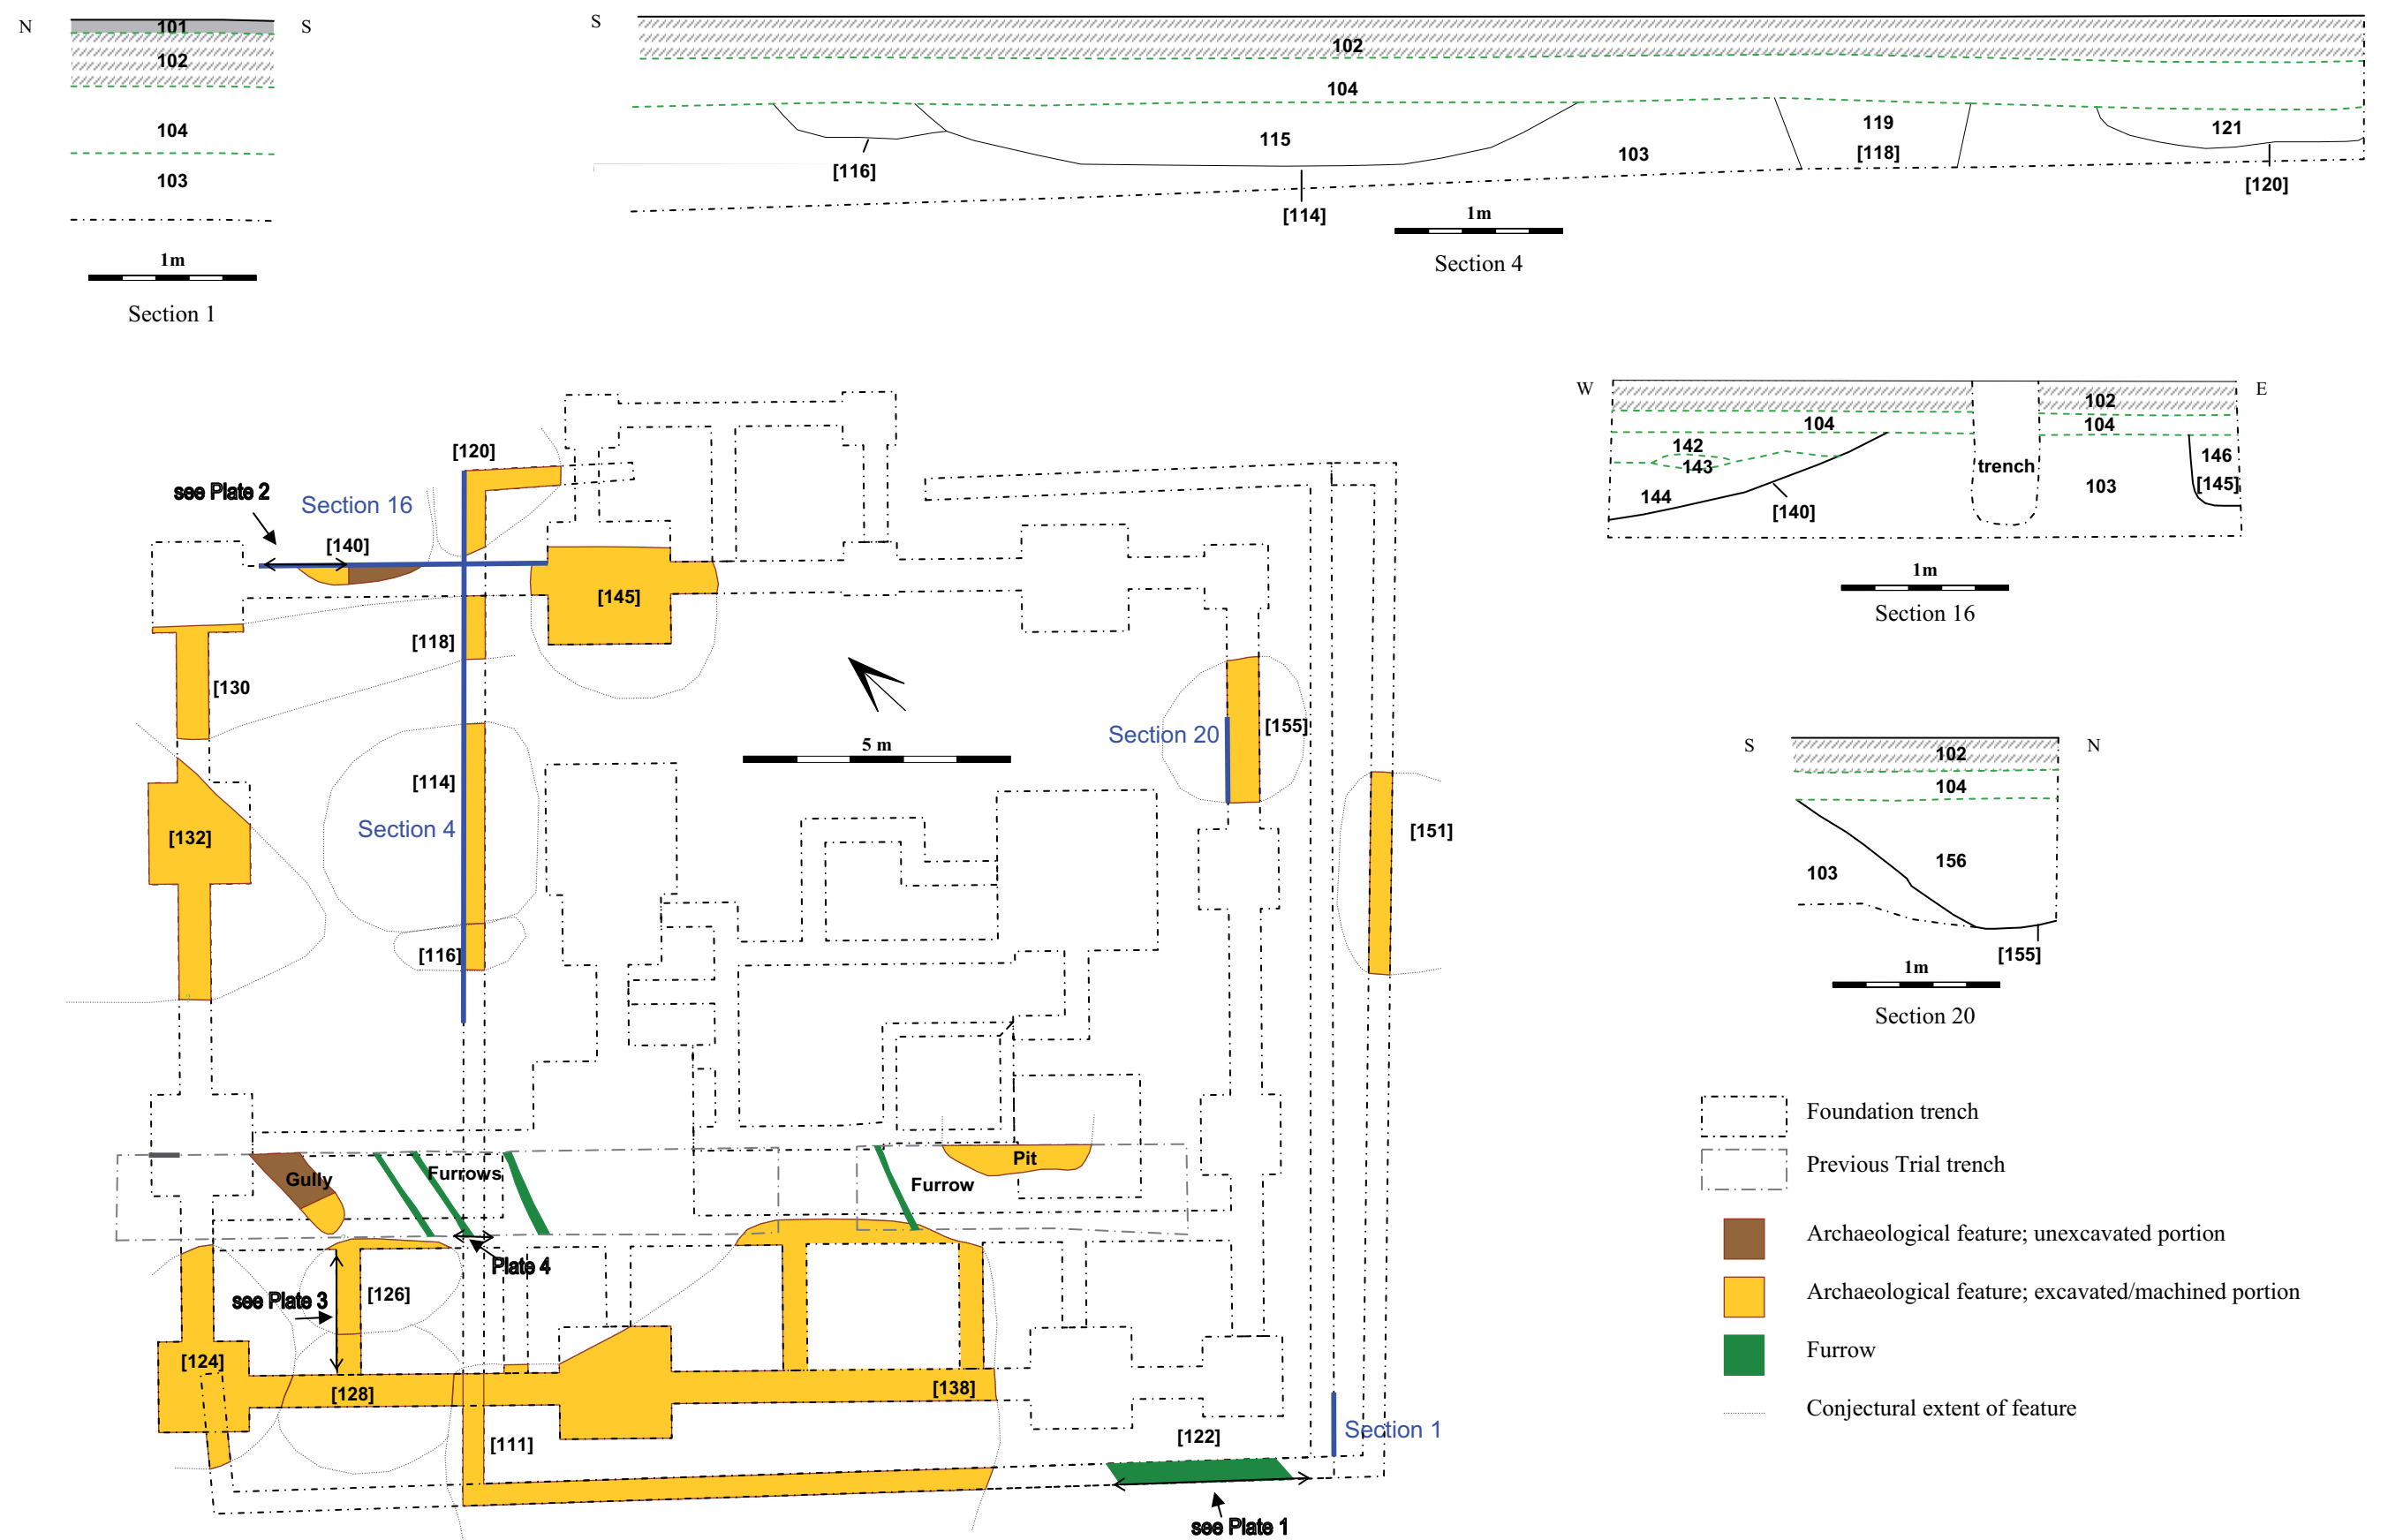 N
101
S
102
104
103
1m
Section 1
S
102
104
115
119
121
[116]
103
[118]
[114]
[120]
1m
Section 4
W
E
102
104
104
142
143
146
trench
144
103
[145]
[140]
1m
Section 16
S
N
102
104
156
103
[155]
1m
Section 20
[120]
see Plate 2
Section 16
[140]
[145]
[118]
[130
[155]
Section 20
5 m
[114]
Section 4
[132]
[151]
[116]
Gully
Furrows
Furrow
Pit
Plate 4
[126]
see Plate 3
[124]
[128]
[138]
[111]
[122]
Section 1
see Plate 1
Foundation trench
Previous Trial trench
Archaeological feature; unexcavated portion
Archaeological feature; excavated/machined portion
Furrow
Conjectural extent of feature